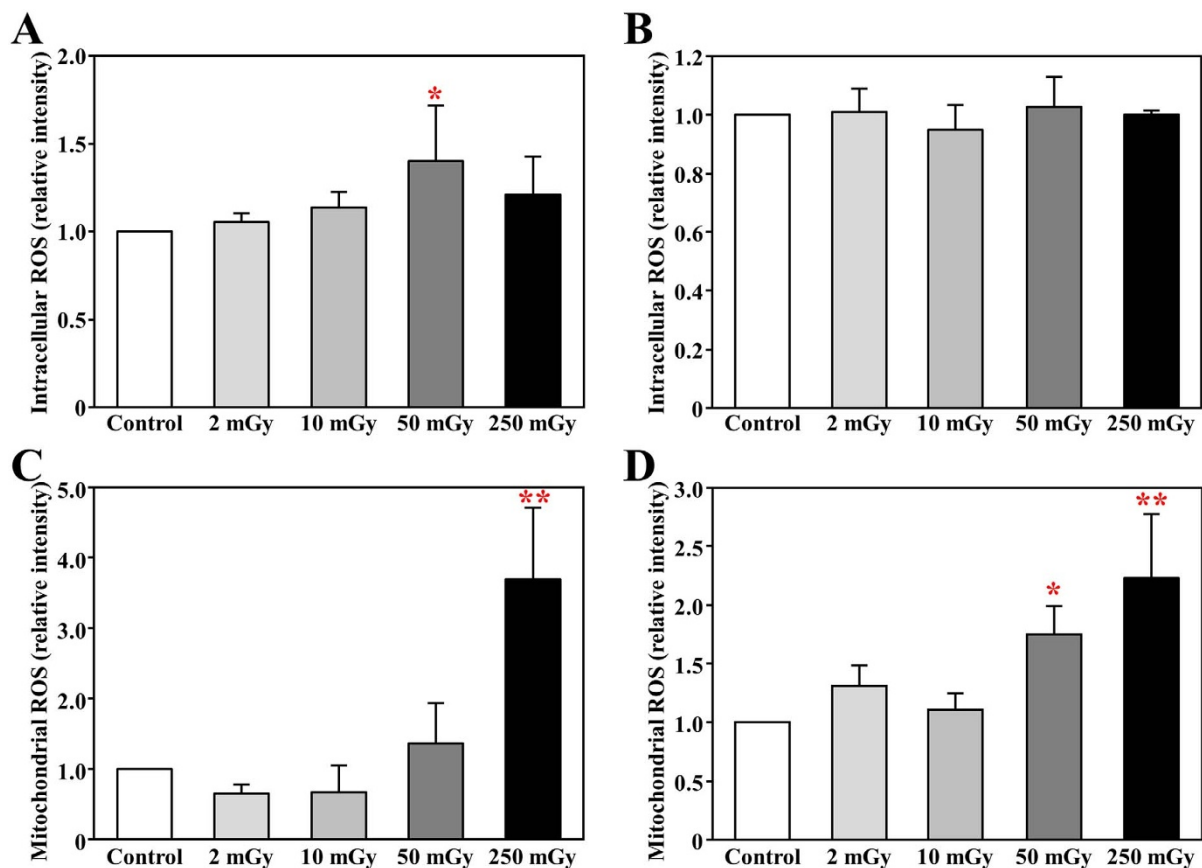 A
Intracellular ROS (relative intensity)
2.0
1.5
1.0
0.5
0
*
Control 2 mGy 10 mGy 50 mGy 250 mGy
B
Intracellular ROS (relative intensity)
1.2
1.0
0.8
0.6
0.4
0.2
0
Control 2 mGy 10 mGy 50 mGy 250 mGy
C
Mitochondrial ROS (relative intensity)
5.0
4.0
3.0
2.0
1.0
0
**
Control 2 mGy 10 mGy 50 mGy 250 mGy
D
Mitochondrial ROS (relative intensity)
3.0
2.5
2.0
1.5
1.0
0.5
0
*
**
Control 2 mGy 10 mGy 50 mGy 250 mGy